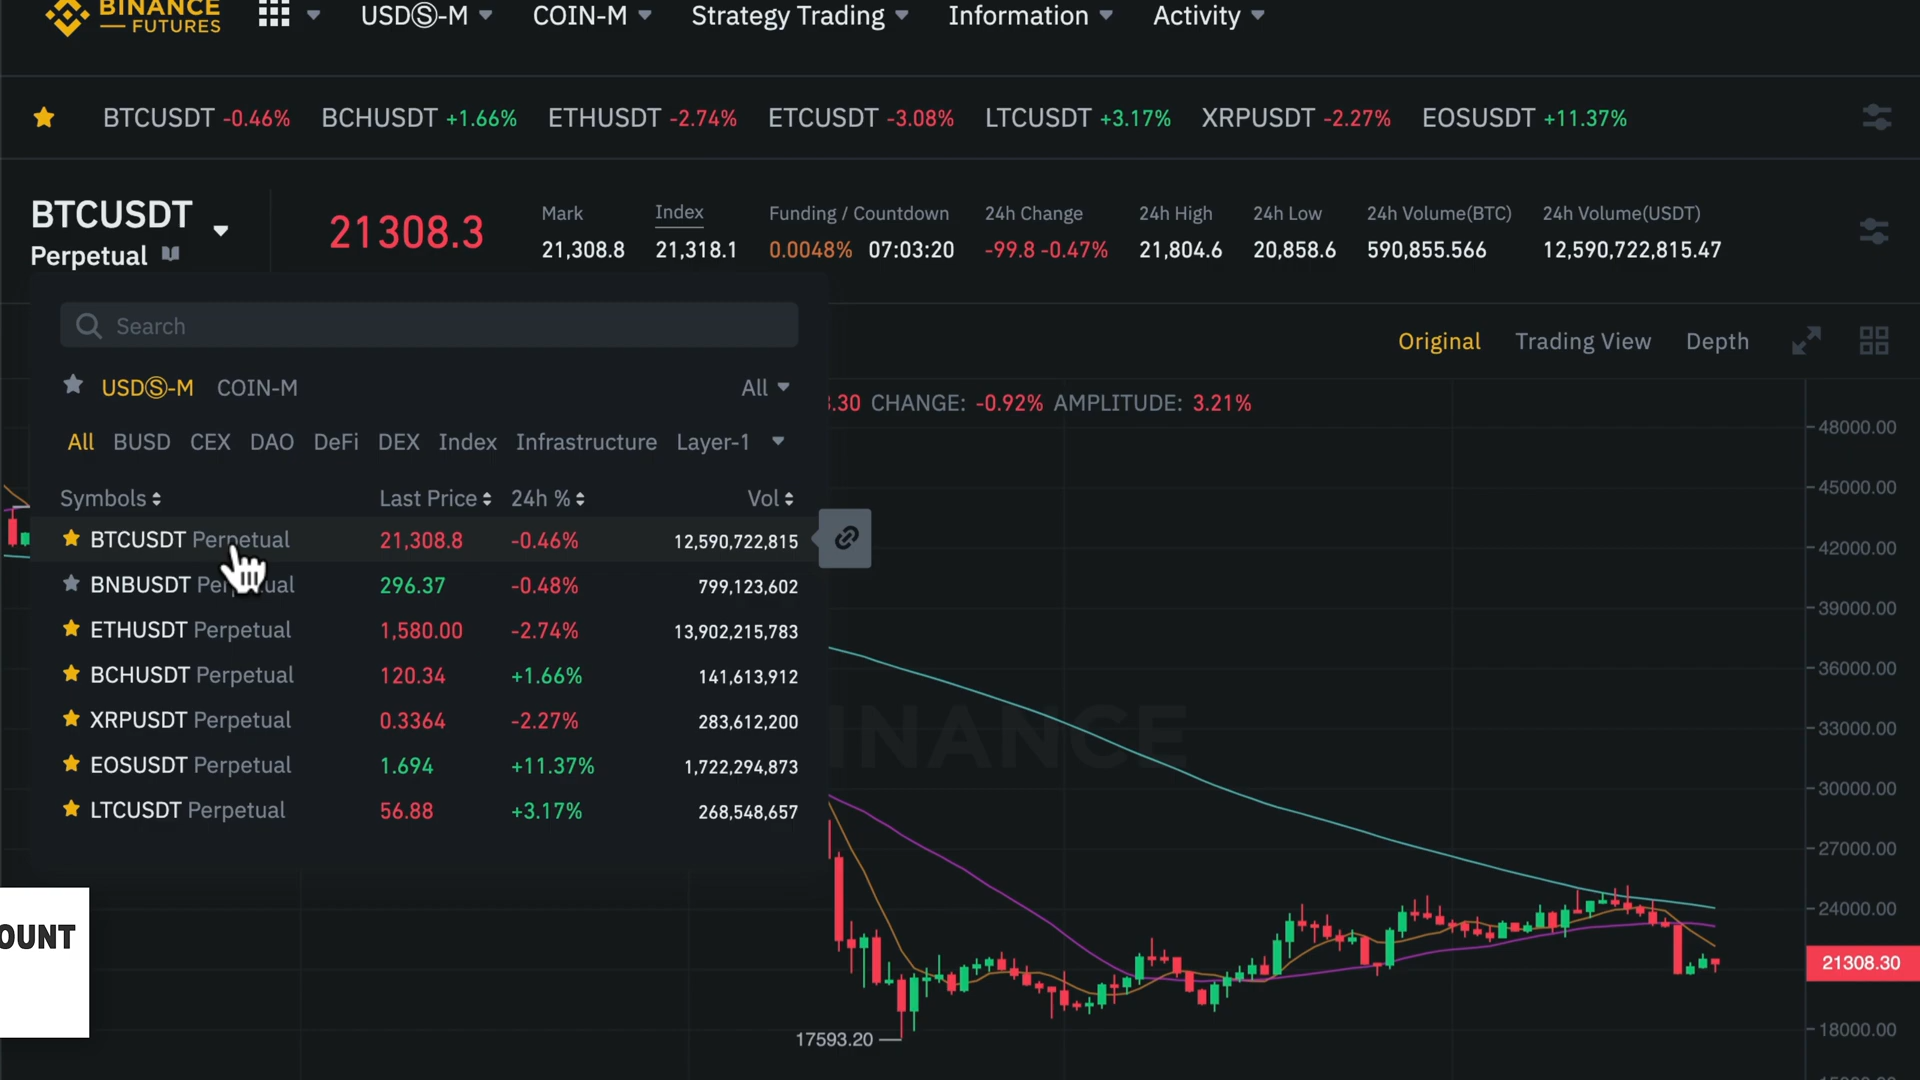 BINANCE
FUTURES
USDⓈ-M COIN-M Strategy Trading Information Activity
BTCUSDT -0.46% BCHUSDT +1.66% ETHUSDT -2.74% ETCUSDT -3.08% LTCUSDT +3.17% XRPUSDT -2.27% EOSUSDT +11.37%
BTCUSDT
Perpetual
21308.3
Mark
21,308.8
Index
21,318.1
Funding / Countdown
0.0048% 07:03:20
24h Change
-99.8 -0.47%
24h High
21,804.6
24h Low
20,858.6
24h Volume(BTC)
590,855.566
24h Volume(USDT)
12,590,722,815.47
Search
Original Trading View Depth
USDⓈ-M COIN-M All
.30 CHANGE: -0.92% AMPLITUDE: 3.21%
All BUSD CEX DAO DeFi DEX Index Infrastructure Layer-1
Symbols Last Price 24h % Vol
BTCUSDT Perpetual 21,308.8 -0.46% 12,590,722,815
BNBUSDT Perpetual 296.37 -0.48% 799,123,602
ETHUSDT Perpetual 1,580.00 -2.74% 13,902,215,783
BCHUSDT Perpetual 120.34 +1.66% 141,613,912
XRPUSDT Perpetual 0.3364 -2.27% 283,612,200
EOSUSDT Perpetual 1.694 +11.37% 1,722,294,873
LTCUSDT Perpetual 56.88 +3.17% 268,548,657
48000.00
45000.00
42000.00
39000.00
36000.00
33000.00
30000.00
27000.00
24000.00
21308.30
18000.00
INANCE
17593.20
OUNT